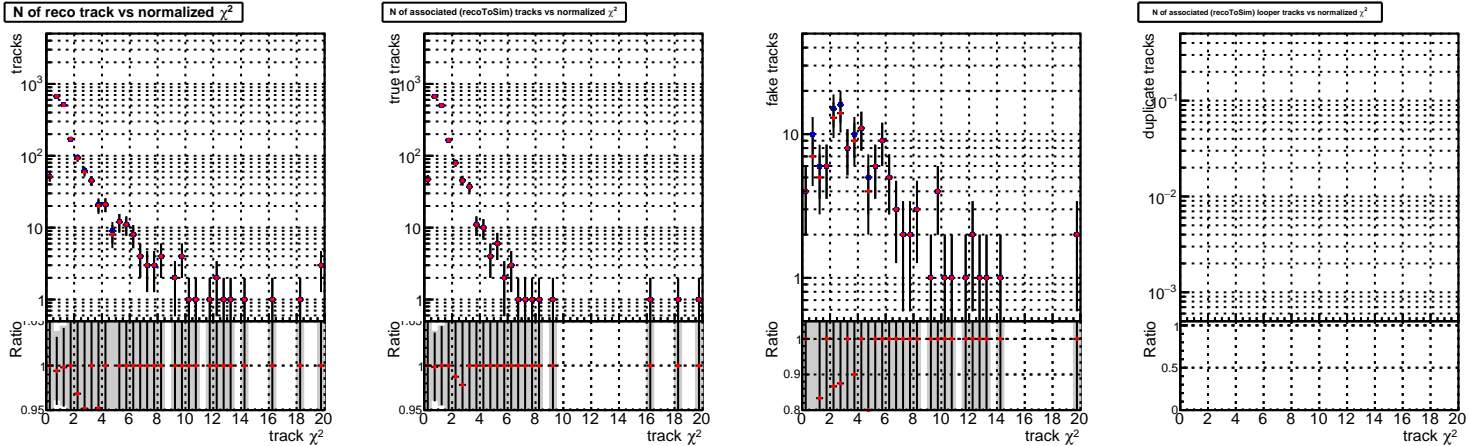 N of reco track vs normalized χ²
tracks
10³
10²
10
1
Ratio
1.05
1
0.95
0 2 4 6 8 10 12 14 16 18 20
track χ²
N of associated (recoToSim) tracks vs normalized χ²
true tracks
10³
10²
10
1
Ratio
1.05
1
0.95
0 2 4 6 8 10 12 14 16 18 20
track χ²
fake tracks
10
1
Ratio
1
0.9
0.8
0 2 4 6 8 10 12 14 16 18 20
track χ²
N of associated (recoToSim) looper tracks vs normalized χ²
duplicate tracks
10⁻¹
10⁻²
10⁻³
Ratio
1
0.5
0
0 2 4 6 8 10 12 14 16 18 20
track χ²